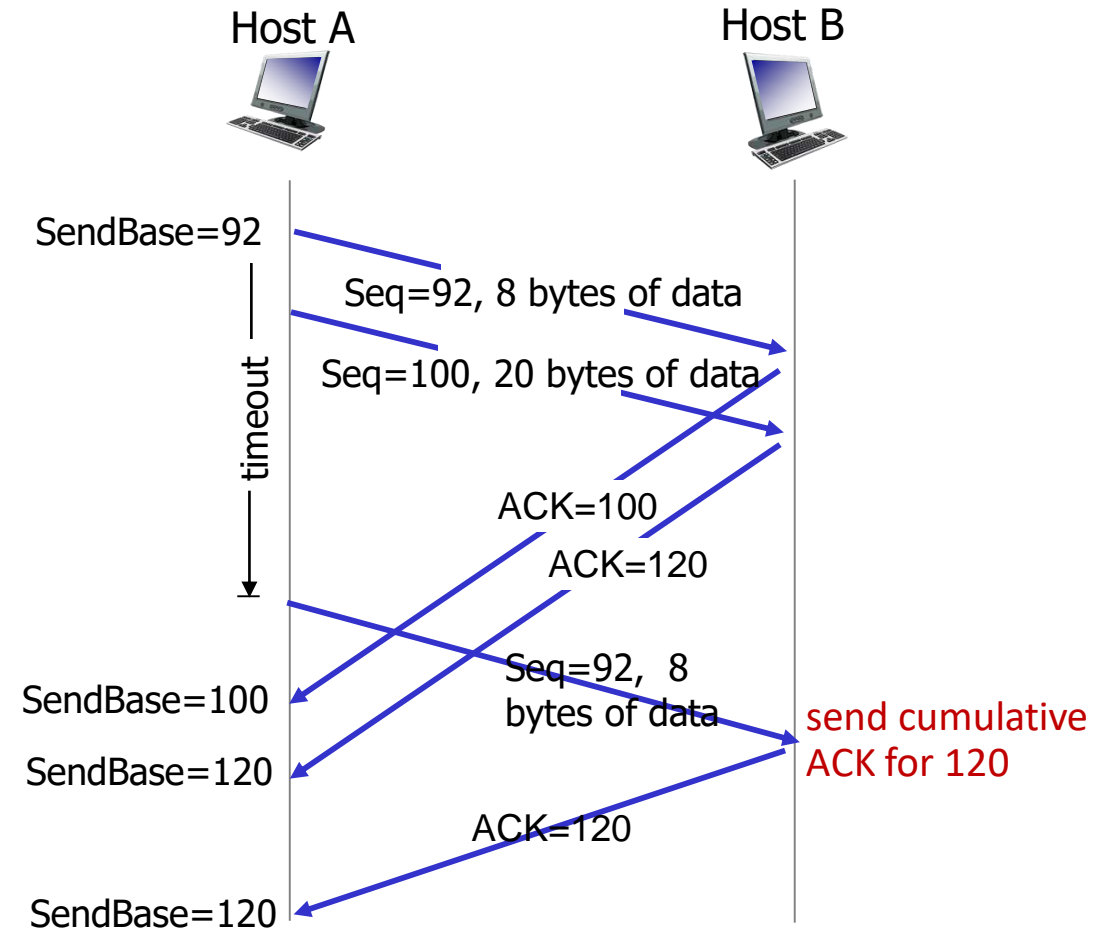 Host A
Host B
SendBase=92
Seq=92, 8 bytes of data
Seq=100, 20 bytes of data
timeout
ACK=100
ACK=120
Seq=92, 8
bytes of data
SendBase=100
send cumulative
ACK for 120
SendBase=120
ACK=120
SendBase=120